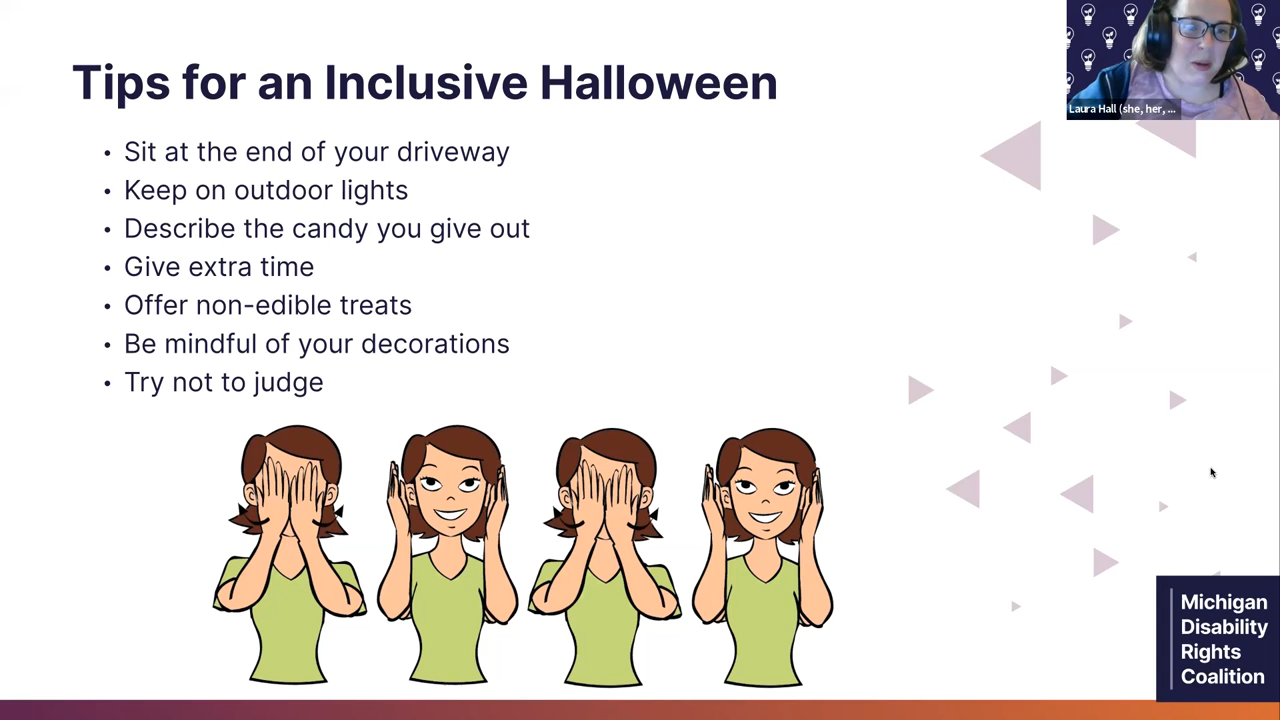 Tips for an Inclusive Halloween
• Sit at the end of your driveway
• Keep on outdoor lights
• Describe the candy you give out
• Give extra time
• Offer non-edible treats
• Be mindful of your decorations
• Try not to judge
Laura Hall (she, her, ...
Michigan
Disability
Rights
Coalition